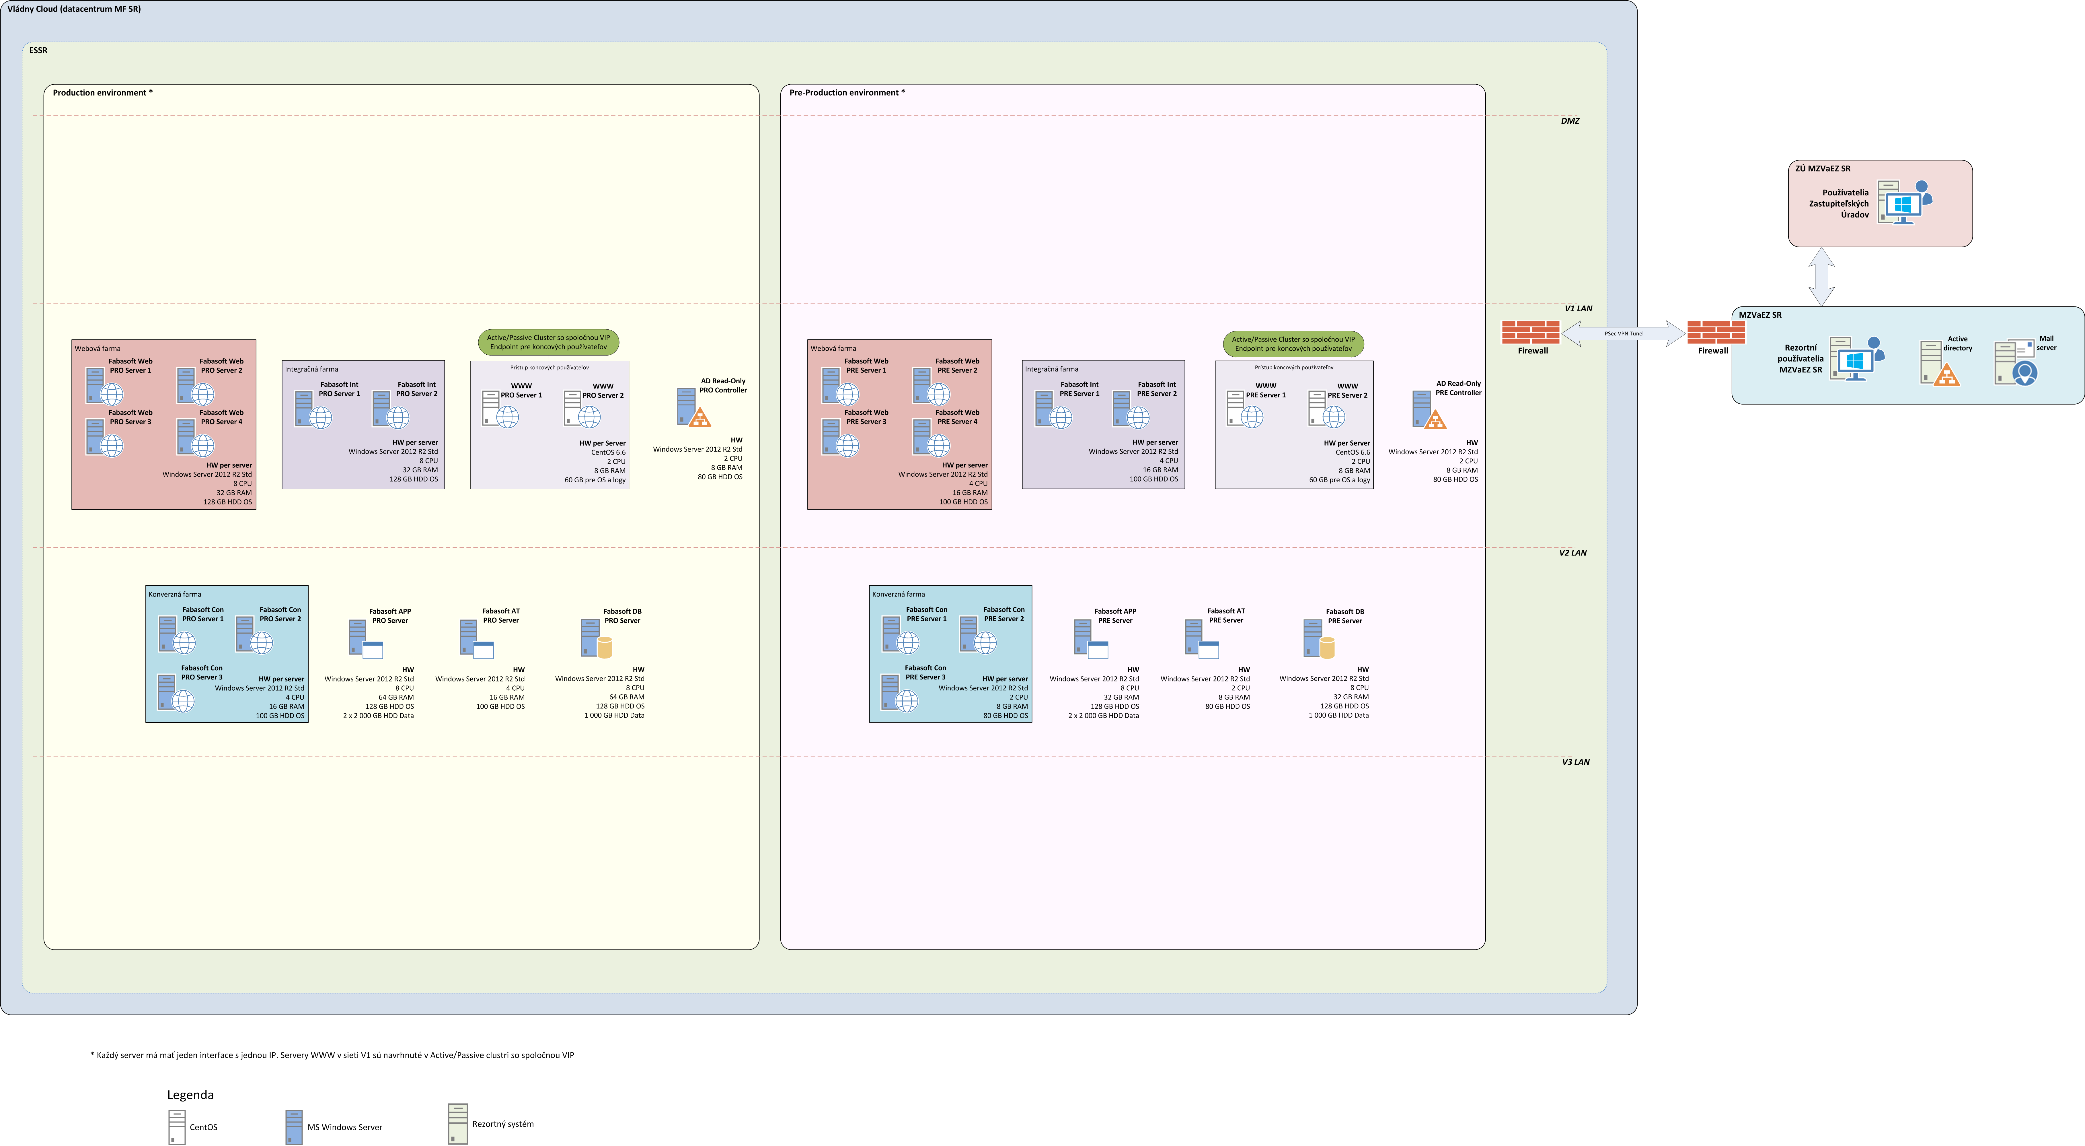 Vládny Cloud (datacentrum MF SR)
ESSR
Production environment *
Pre-Production environment *
DMZ
V1 LAN
Active/Passive Cluster so spoločnou VIP
Endpoint pre koncových používateľov
Webová farma
Fabasoft Web
PRO Server 1
Fabasoft Web
PRO Server 2
Fabasoft Web
PRO Server 3
Fabasoft Web
PRO Server 4
HW per server
Windows Server 2012 R2 Std
8 CPU
32 GB RAM
128 GB HDD OS
Integračná farma
Fabasoft Int
PRO Server 1
Fabasoft Int
PRO Server 2
HW per server
Windows Server 2012 R2 Std
8 CPU
32 GB RAM
128 GB HDD OS
Prístup koncových používateľov
WWW
PRO Server 1
WWW
PRO Server 2
HW per Server
CentOS 6.6
2 CPU
8 GB RAM
60 GB pre OS a logy
AD Read-Only
PRO Controller
HW
Windows Server 2012 R2 Std
2 CPU
8 GB RAM
80 GB HDD OS
Active/Passive Cluster so spoločnou VIP
Endpoint pre koncových používateľov
Webová farma
Fabasoft Web
PRE Server 1
Fabasoft Web
PRE Server 2
Fabasoft Web
PRE Server 3
Fabasoft Web
PRE Server 4
HW per server
Windows Server 2012 R2 Std
4 CPU
16 GB RAM
100 GB HDD OS
Integračná farma
Fabasoft Int
PRE Server 1
Fabasoft Int
PRE Server 2
HW per server
Windows Server 2012 R2 Std
4 CPU
16 GB RAM
100 GB HDD OS
Prístup koncových používateľov
WWW
PRE Server 1
WWW
PRE Server 2
HW per Server
CentOS 6.6
2 CPU
8 GB RAM
60 GB pre OS a logy
AD Read-Only
PRE Controller
HW
Windows Server 2012 R2 Std
2 CPU
8 GB RAM
80 GB HDD OS
V2 LAN
Konverzná farma
Fabasoft Con
PRO Server 1
Fabasoft Con
PRO Server 2
Fabasoft Con
PRO Server 3
HW per server
Windows Server 2012 R2 Std
4 CPU
16 GB RAM
100 GB HDD OS
Fabasoft APP
PRO Server
HW
Windows Server 2012 R2 Std
8 CPU
64 GB RAM
128 GB HDD OS
2 x 2 000 GB HDD Data
Fabasoft AT
PRO Server
HW
Windows Server 2012 R2 Std
4 CPU
16 GB RAM
100 GB HDD OS
Fabasoft DB
PRO Server
HW
Windows Server 2012 R2 Std
8 CPU
64 GB RAM
128 GB HDD OS
1 000 GB HDD Data
Konverzná farma
Fabasoft Con
PRE Server 1
Fabasoft Con
PRE Server 2
Fabasoft Con
PRE Server 3
HW per server
Windows Server 2012 R2 Std
2 CPU
8 GB RAM
80 GB HDD OS
Fabasoft APP
PRE Server
HW
Windows Server 2012 R2 Std
8 CPU
32 GB RAM
128 GB HDD OS
2 x 2 000 GB HDD Data
Fabasoft AT
PRE Server
HW
Windows Server 2012 R2 Std
2 CPU
8 GB RAM
80 GB HDD OS
Fabasoft DB
PRE Server
HW
Windows Server 2012 R2 Std
8 CPU
32 GB RAM
128 GB HDD OS
1 000 GB HDD Data
V3 LAN
Firewall
IPSec VPN Tunel
Firewall
ZÚ MZVaEZ SR
Používatelia
Zastupiteľských
Úradov
MZVaEZ SR
Rezortní
používatelia
MZVaEZ SR
Active
directory
Mail
server
* Každý server má mať jeden interface s jednou IP. Servery WWW v sieti V1 sú navrhnuté v Active/Passive clustri so spoločnou VIP
Legenda
CentOS
MS Windows Server
Rezortný systém